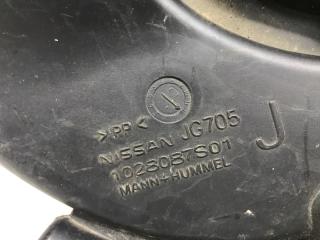 >PP<
NISSAN JG705
1028087S01
MANN+HUMMEL
J